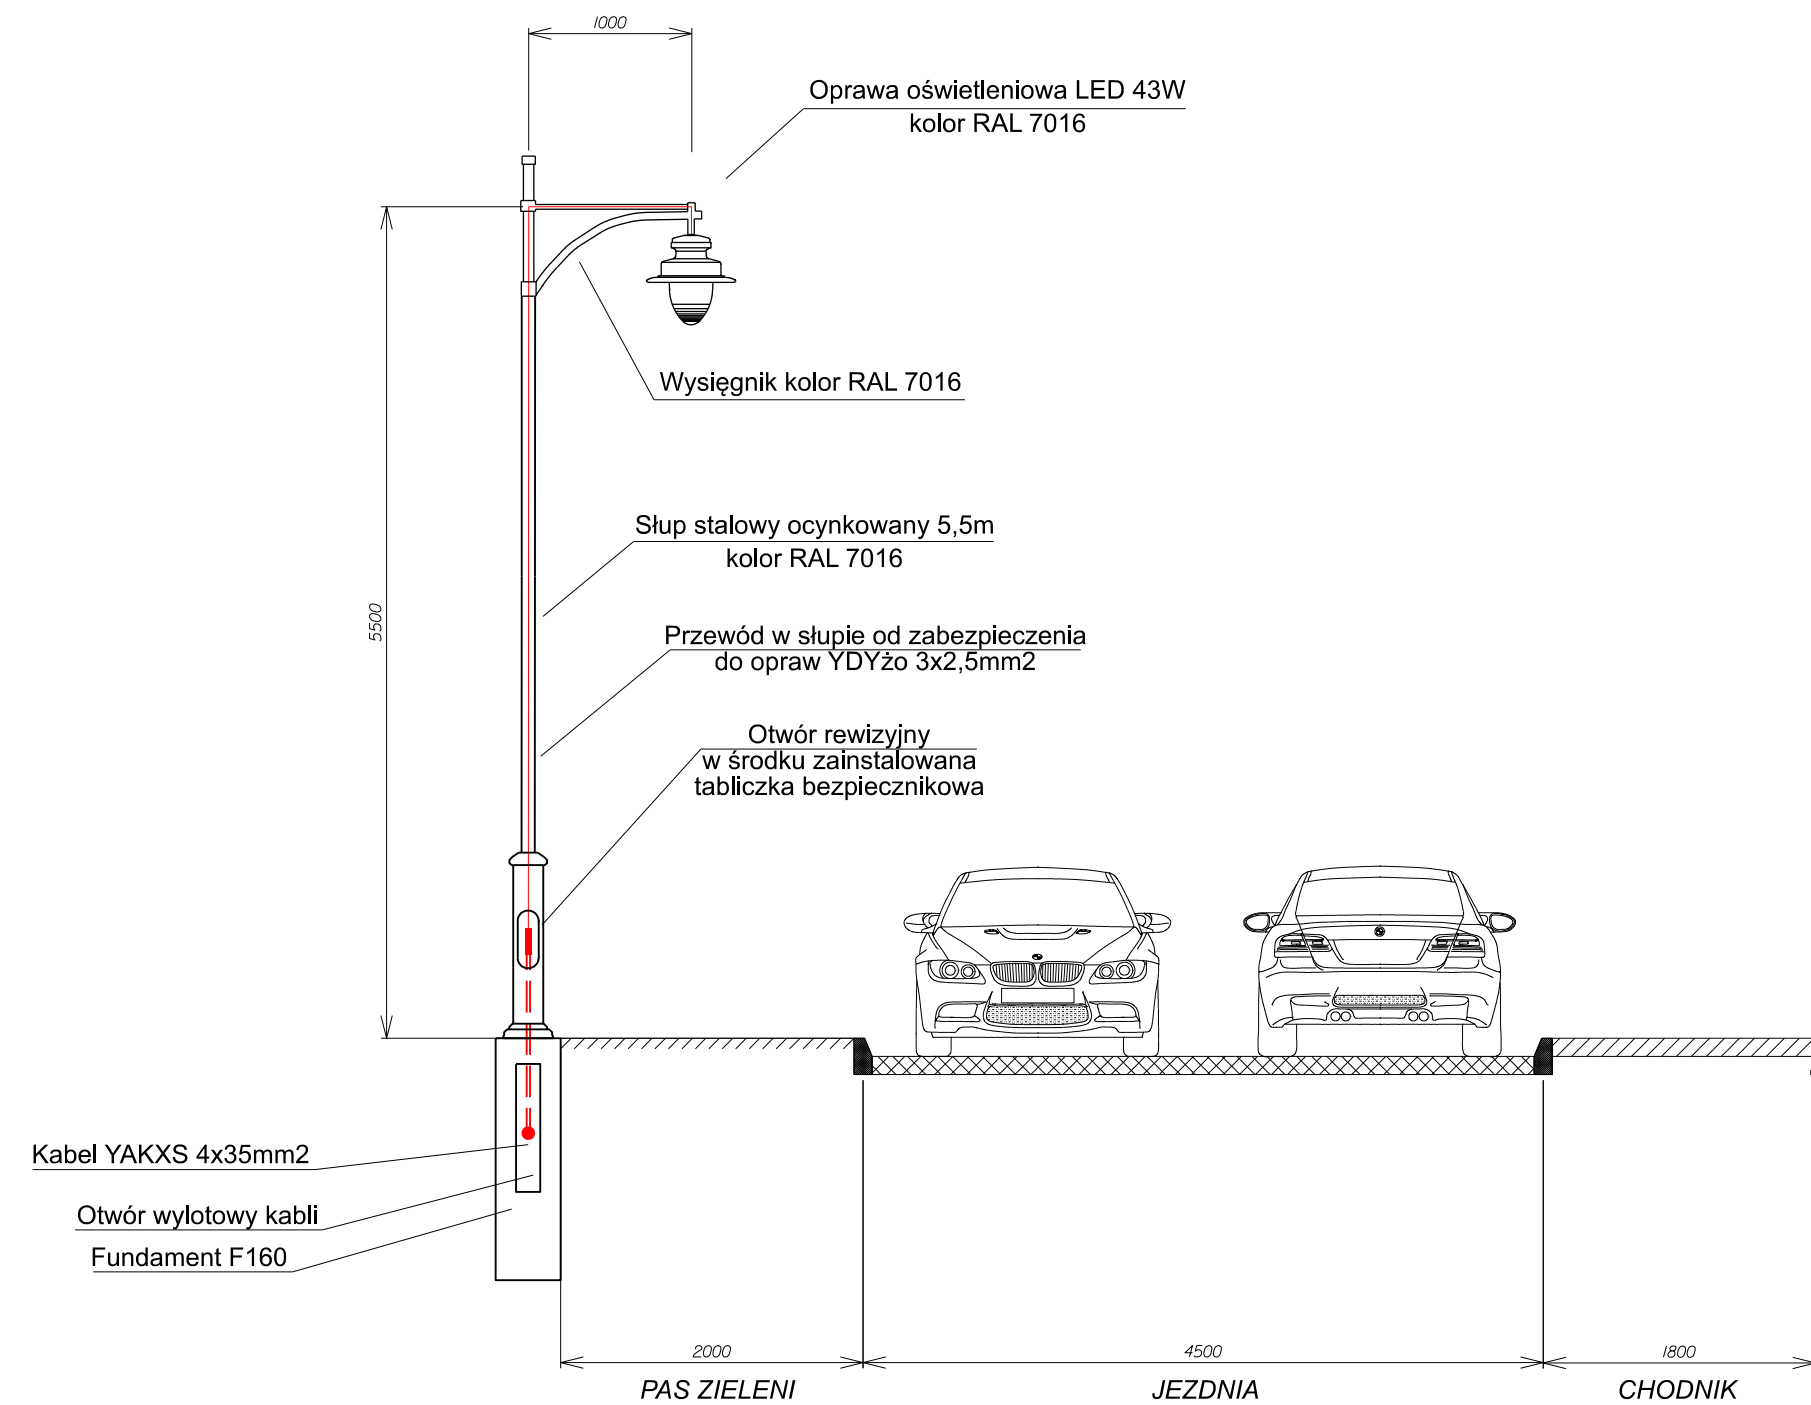 1000
Oprawa oświetleniowa LED 43W
kolor RAL 7016
Wysięgnik kolor RAL 7016
Słup stalowy ocynkowany 5,5m
kolor RAL 7016
5500
Przewód w słupie od zabezpieczenia
do opraw YDYżo 3x2,5mm2
Otwór rewizyjny
w środku zainstalowana
tabliczka bezpiecznikowa
Kabel YAKXS 4x35mm2
Otwór wylotowy kabli
Fundament F160
2000
4500
1800
PAS ZIELENI
JEZDNIA
CHODNIK